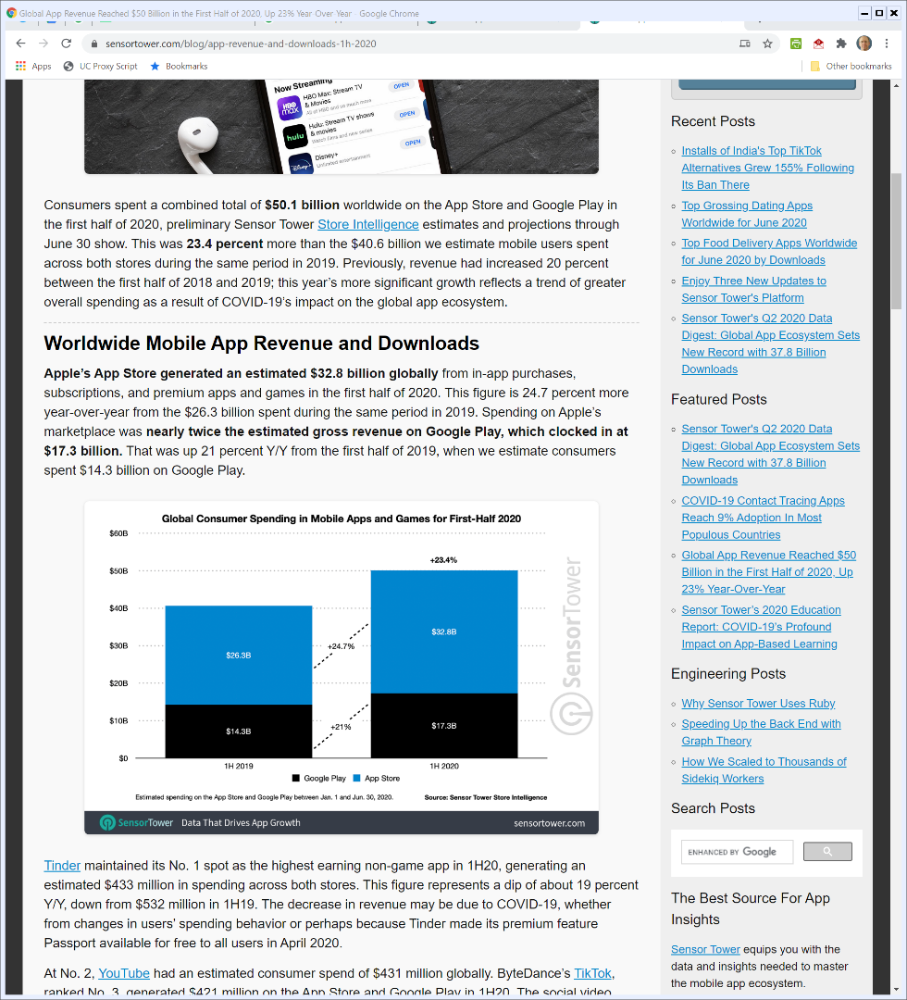 Global App Revenue Reached $50 Billion in the First Half of 2020, Up 23% Year-Over-Year - Google Chrome
sensortower.com/blog/app-revenue-and-downloads-1h-2020
Apps UC Proxy Script Bookmarks Other bookmarks
Now Streaming
HBO Max: Stream TV
& Movies
OPEN
HBO
max
Hulu: Stream TV shows
& movies
Watch films and new series
OPEN
hulu
Disney+
Unlimited entertainment
OPEN
Disney+
Consumers spent a combined total of $50.1 billion worldwide on the App Store and Google Play in
the first half of 2020, preliminary Sensor Tower Store Intelligence estimates and projections through
June 30 show. This was 23.4 percent more than the $40.6 billion we estimate mobile users spent
across both stores during the same period in 2019. Previously, revenue had increased 20 percent
between the first half of 2018 and 2019; this year's more significant growth reflects a trend of greater
overall spending as a result of COVID-19's impact on the global app ecosystem.
Worldwide Mobile App Revenue and Downloads
Apple's App Store generated an estimated $32.8 billion globally from in-app purchases,
subscriptions, and premium apps and games in the first half of 2020. This figure is 24.7 percent more
year-over-year from the $26.3 billion spent during the same period in 2019. Spending on Apple's
marketplace was nearly twice the estimated gross revenue on Google Play, which clocked in at
$17.3 billion. That was up 21 percent Y/Y from the first half of 2019, when we estimate consumers
spent $14.3 billion on Google Play.
Global Consumer Spending in Mobile Apps and Games for First-Half 2020
$60B
$50B
$40B
$30B
$20B
$10B
$0
+23.4%
$26.3B
+24.7%
$32.8B
$14.3B
+21%
$17.3B
1H 2019
1H 2020
Google Play App Store
SensorTower
Estimated spending on the App Store and Google Play between Jan. 1 and Jun. 30, 2020.
Source: Sensor Tower Store Intelligence
SensorTower Data That Drives App Growth
sensortower.com
Tinder maintained its No. 1 spot as the highest earning non-game app in 1H20, generating an
estimated $433 million in spending across both stores. This figure represents a dip of about 19 percent
Y/Y, down from $532 million in 1H19. The decrease in revenue may be due to COVID-19, whether
from changes in users' spending behavior or perhaps because Tinder made its premium feature
Passport available for free to all users in April 2020.
At No. 2, YouTube had an estimated consumer spend of $431 million globally. ByteDance's TikTok,
ranked No. 3, generated $421 million on the App Store and Google Play in 1H20. The social video
Recent Posts
Installs of India's Top TikTok
Alternatives Grew 155% Following
Its Ban There
Top Grossing Dating Apps
Worldwide for June 2020
Top Food Delivery Apps Worldwide
for June 2020 by Downloads
Enjoy Three New Updates to
Sensor Tower's Platform
Sensor Tower's Q2 2020 Data
Digest: Global App Ecosystem Sets
New Record with 37.8 Billion
Downloads
Featured Posts
Sensor Tower's Q2 2020 Data
Digest: Global App Ecosystem Sets
New Record with 37.8 Billion
Downloads
COVID-19 Contact Tracing Apps
Reach 9% Adoption In Most
Populous Countries
Global App Revenue Reached $50
Billion in the First Half of 2020, Up
23% Year-Over-Year
Sensor Tower's 2020 Education
Report: COVID-19's Profound
Impact on App-Based Learning
Engineering Posts
Why Sensor Tower Uses Ruby
Speeding Up the Back End with
Graph Theory
How We Scaled to Thousands of
Sidekiq Workers
Search Posts
ENHANCED BY Google
The Best Source For App
Insights
Sensor Tower equips you with the
data and insights needed to master
the mobile app ecosystem.